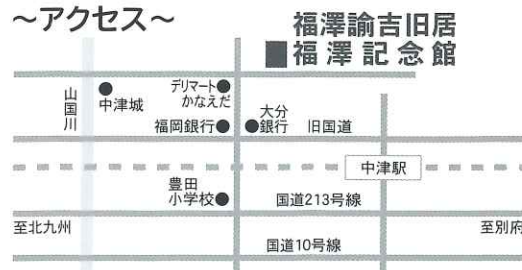 ～アクセス～
福澤諭吉旧居
■福澤記念館
山国川
中津城
デリマート
かなえだ
福岡銀行
大分
銀行
旧国道
中津駅
豊田
小学校
国道213号線
至北九州
至別府
国道10号線